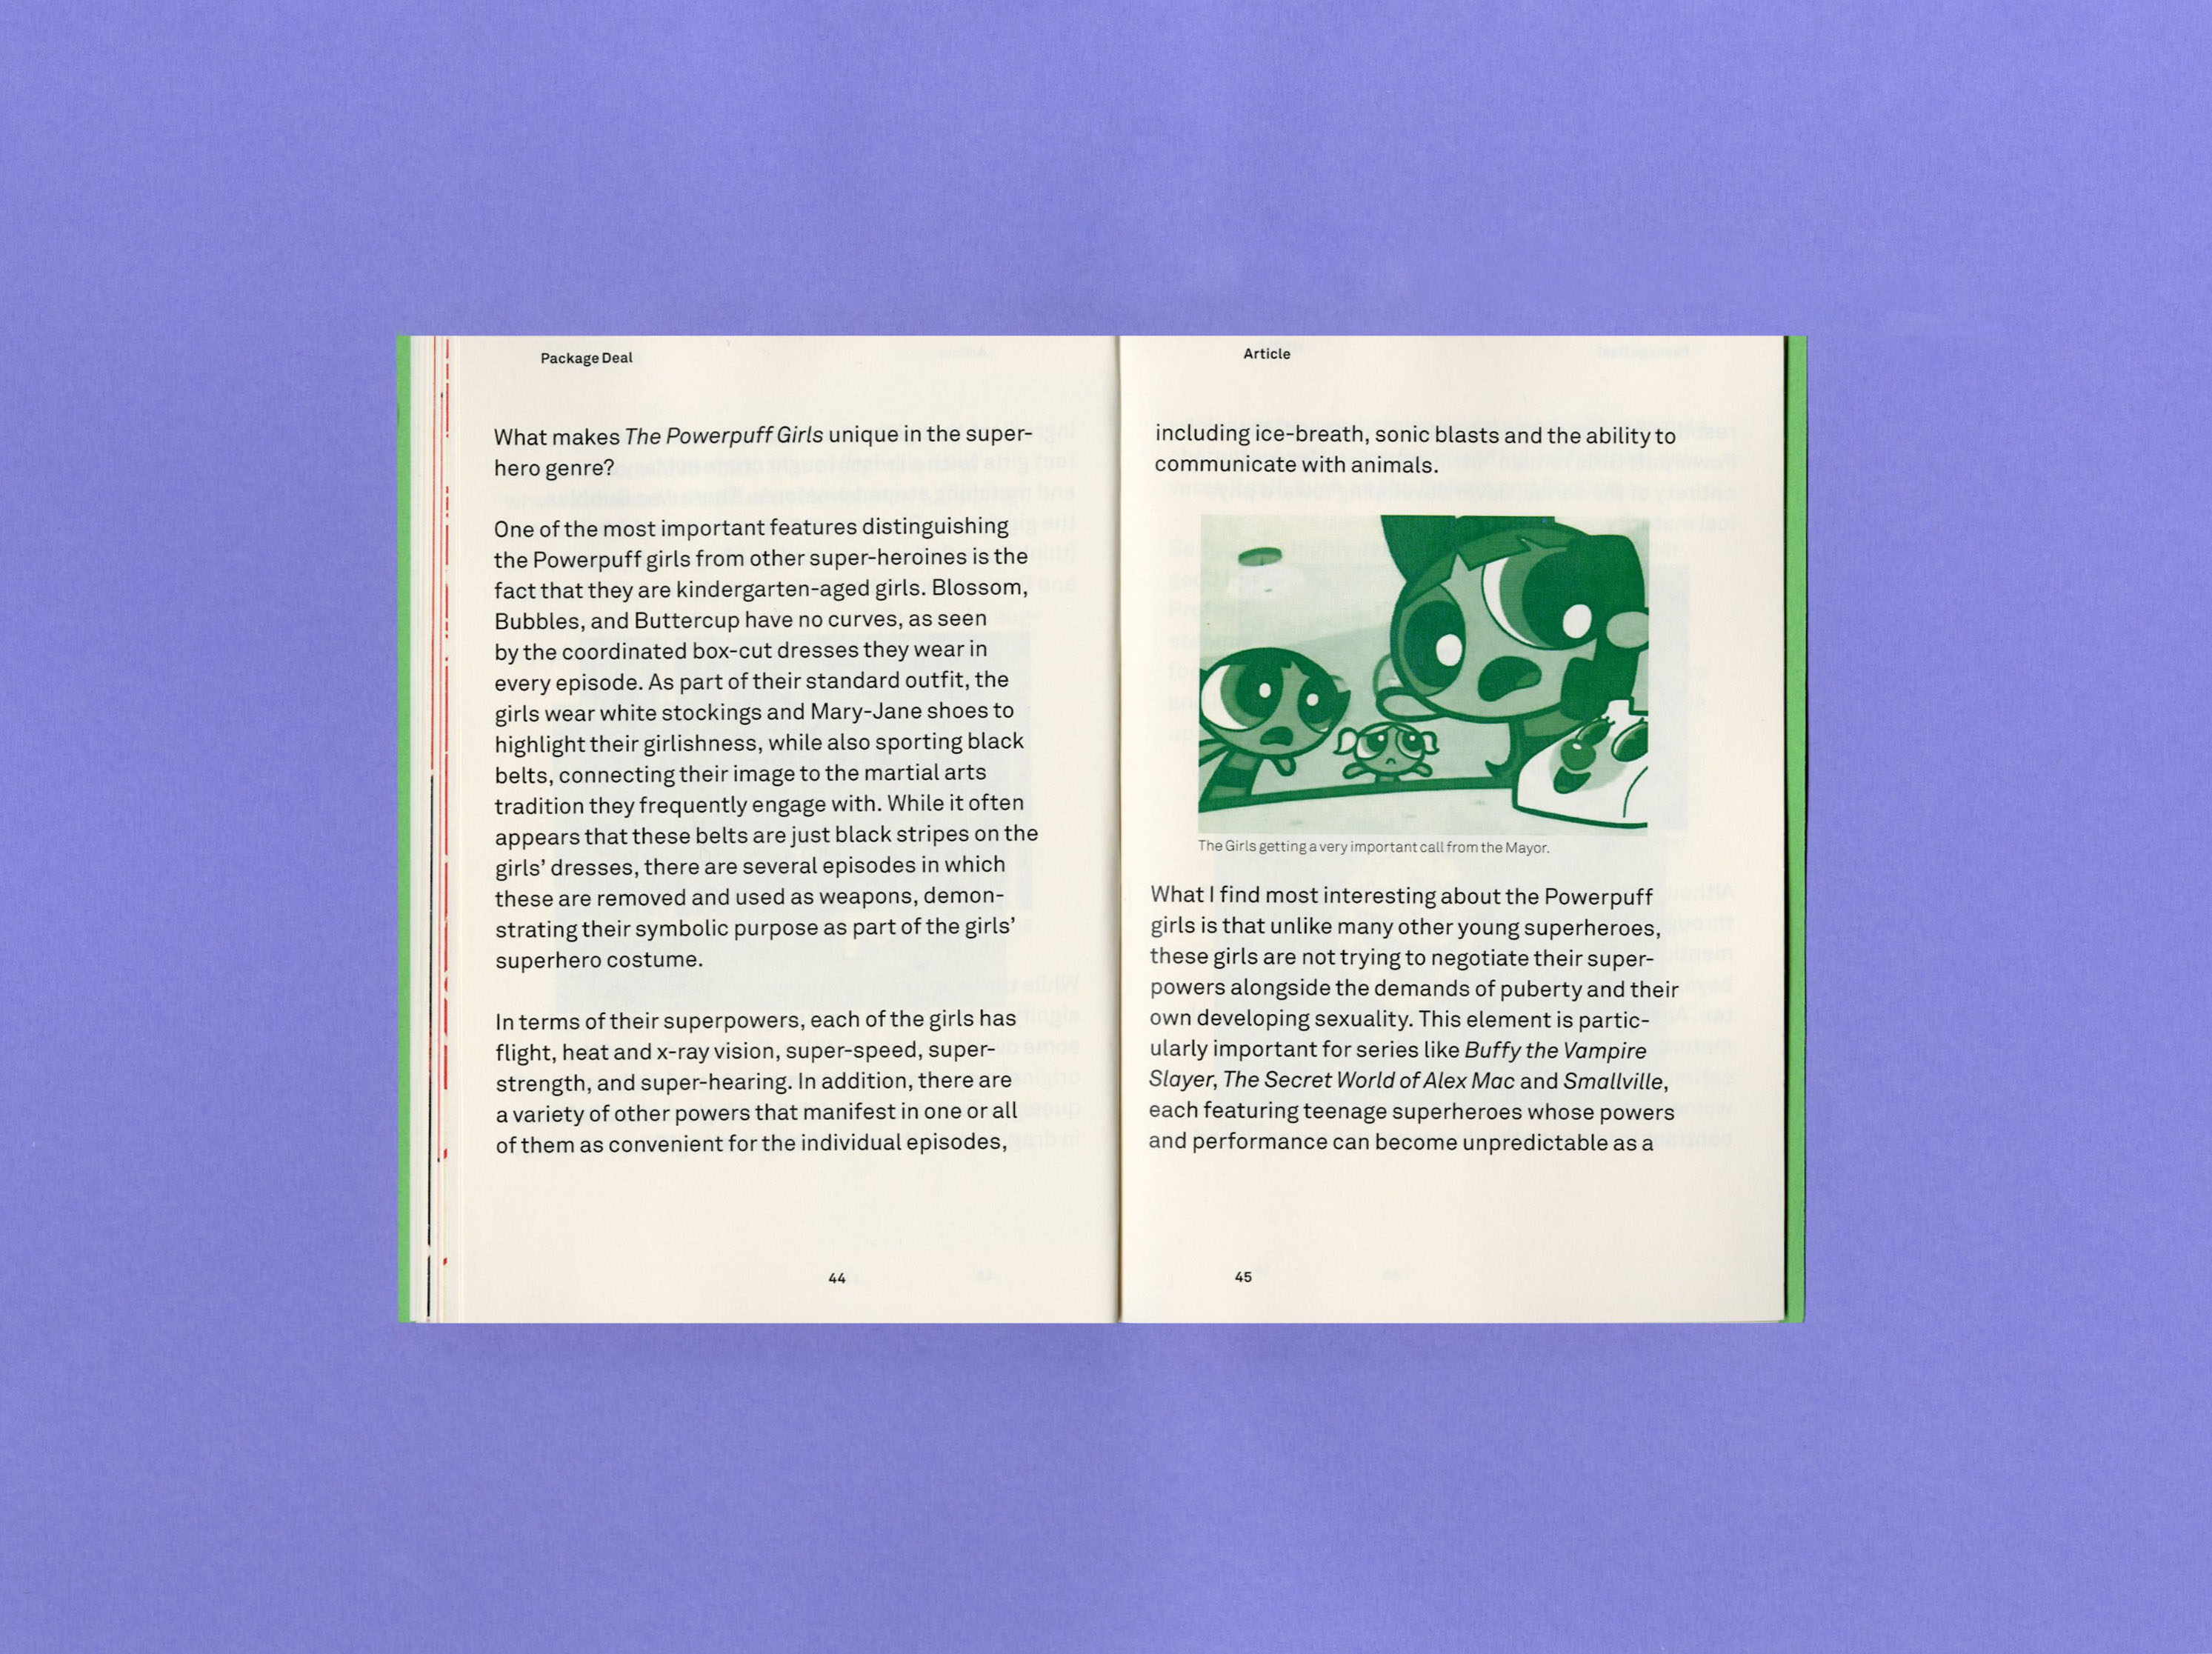 Package Deal
What makes The Powerpuff Girls unique in the super-
hero genre?
One of the most important features distinguishing
the Powerpuff girls from other super-heroines is the
fact that they are kindergarten-aged girls. Blossom,
Bubbles, and Buttercup have no curves, as seen
by the coordinated box-cut dresses they wear in
every episode. As part of their standard outfit, the
girls wear white stockings and Mary-Jane shoes to
highlight their girlishness, while also sporting black
belts, connecting their image to the martial arts
tradition they frequently engage with. While it often
appears that these belts are just black stripes on the
girls’ dresses, there are several episodes in which
these are removed and used as weapons, demon-
strating their symbolic purpose as part of the girls’
superhero costume.
In terms of their superpowers, each of the girls has
flight, heat and x-ray vision, super-speed, super-
strength, and super-hearing. In addition, there are
a variety of other powers that manifest in one or all
of them as convenient for the individual episodes,
44
Article
including ice-breath, sonic blasts and the ability to
communicate with animals.
The Girls getting a very important call from the Mayor.
What I find most interesting about the Powerpuff
girls is that unlike many other young superheroes,
these girls are not trying to negotiate their super-
powers alongside the demands of puberty and their
own developing sexuality. This element is partic-
ularly important for series like Buffy the Vampire
Slayer, The Secret World of Alex Mac and Smallville,
each featuring teenage superheroes whose powers
and performance can become unpredictable as a
45